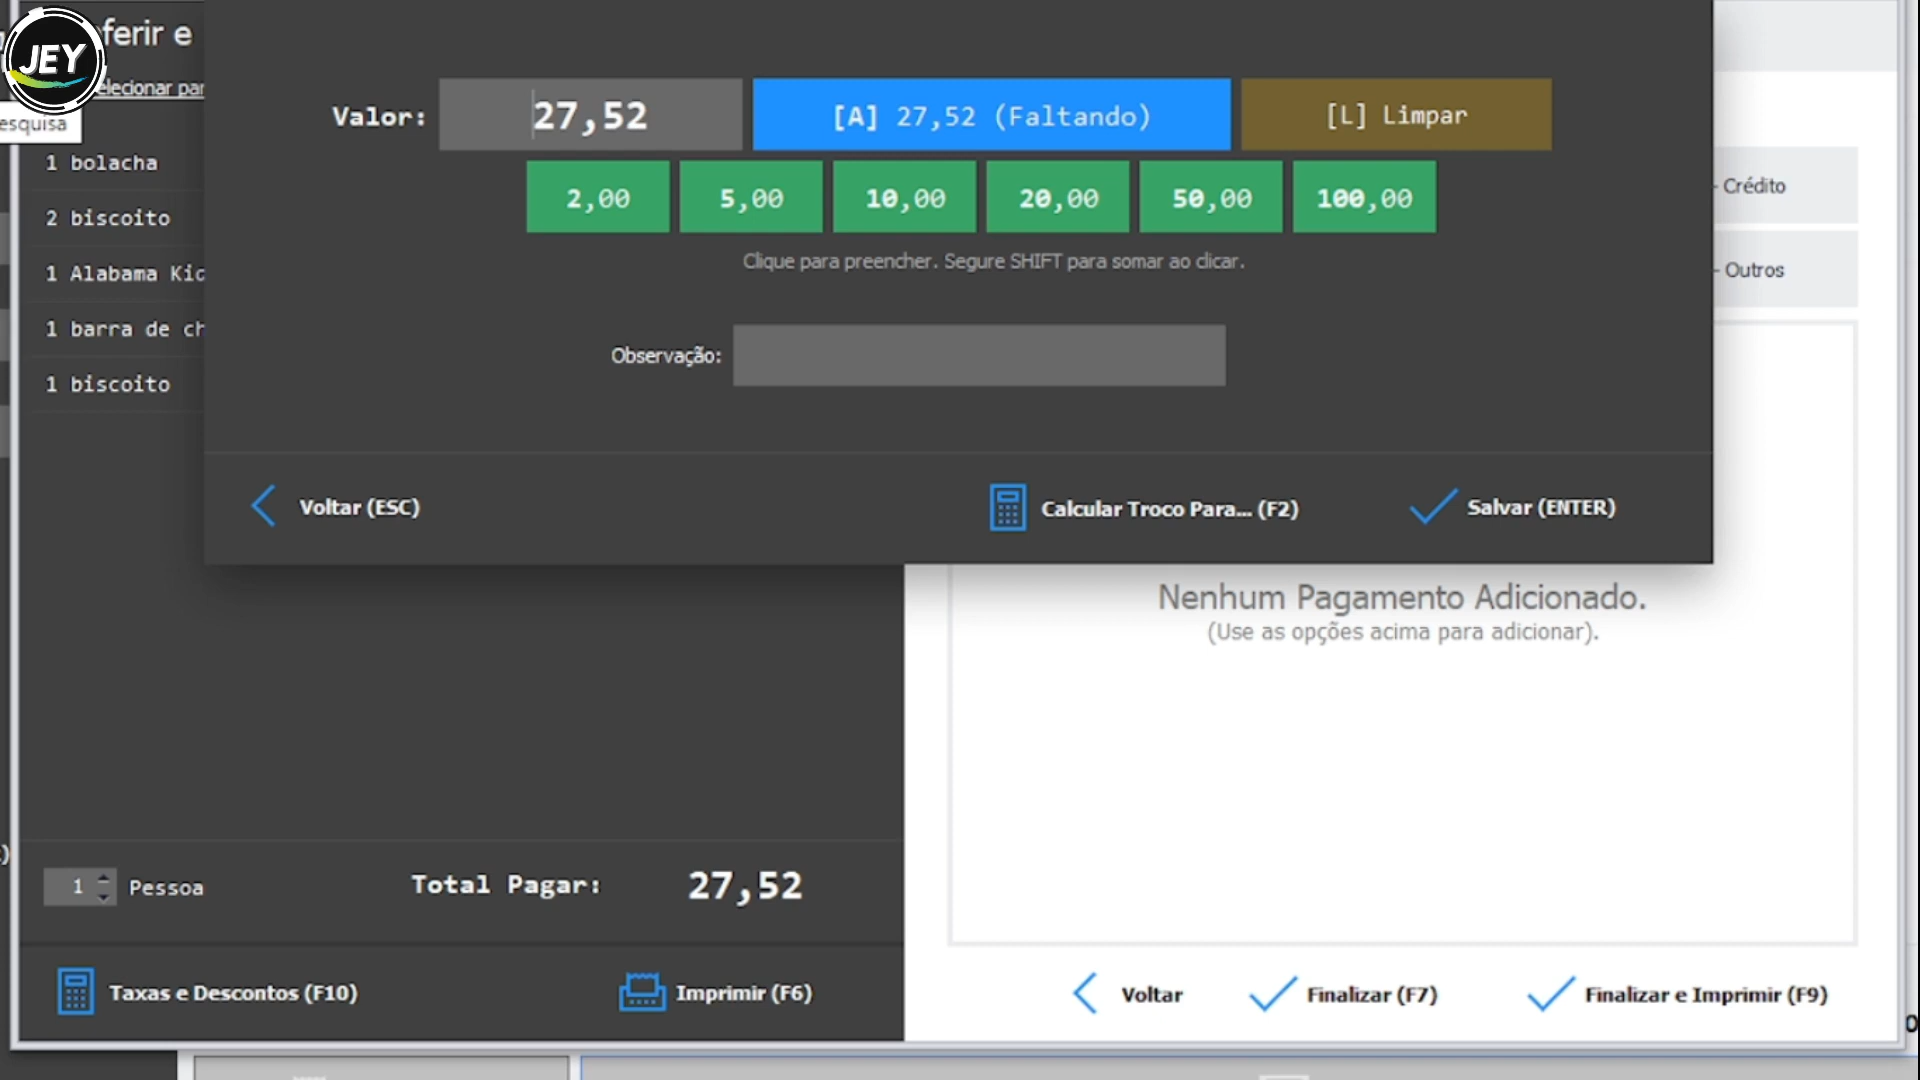 JEY
ferir e
elecionar par
esquisa
1 bolacha
2 biscoito
1 Alabama Kid
1 barra de ch
1 biscoito
Valor: 27,52 [A] 27,52 (Faltando) [L] Limpar
2,00 5,00 10,00 20,00 50,00 100,00
Clique para preencher. Segure SHIFT para somar ao clicar.
Observação:
Voltar (ESC) Calcular Troco Para... (F2) Salvar (ENTER)
- Crédito
- Outros
Nenhum Pagamento Adicionado.
(Use as opções acima para adicionar).
1 Pessoa Total Pagar: 27,52
Taxas e Descontos (F10) Imprimir (F6)
Voltar Finalizar (F7) Finalizar e Imprimir (F9)